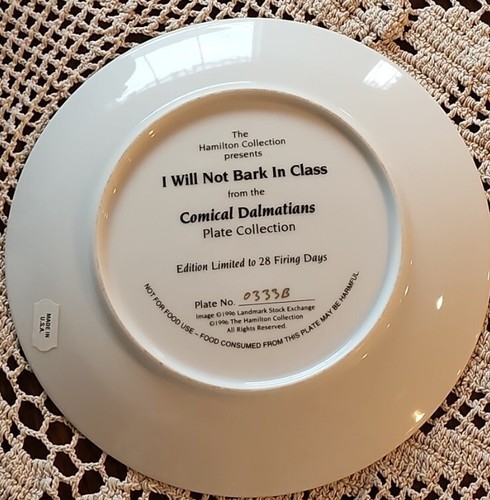 The
Hamilton Collection
presents
I Will Not Bark In Class
from the
Comical Dalmatians
Plate Collection
Edition Limited to 28 Firing Days
Plate No. 0333B
Image ©1996 Landmark Stock Exchange
©1996 The Hamilton Collection
All Rights Reserved.
NOT FOR FOOD USE – FOOD CONSUMED FROM THIS PLATE MAY BE HARMFUL
MADE IN
U.S.A.